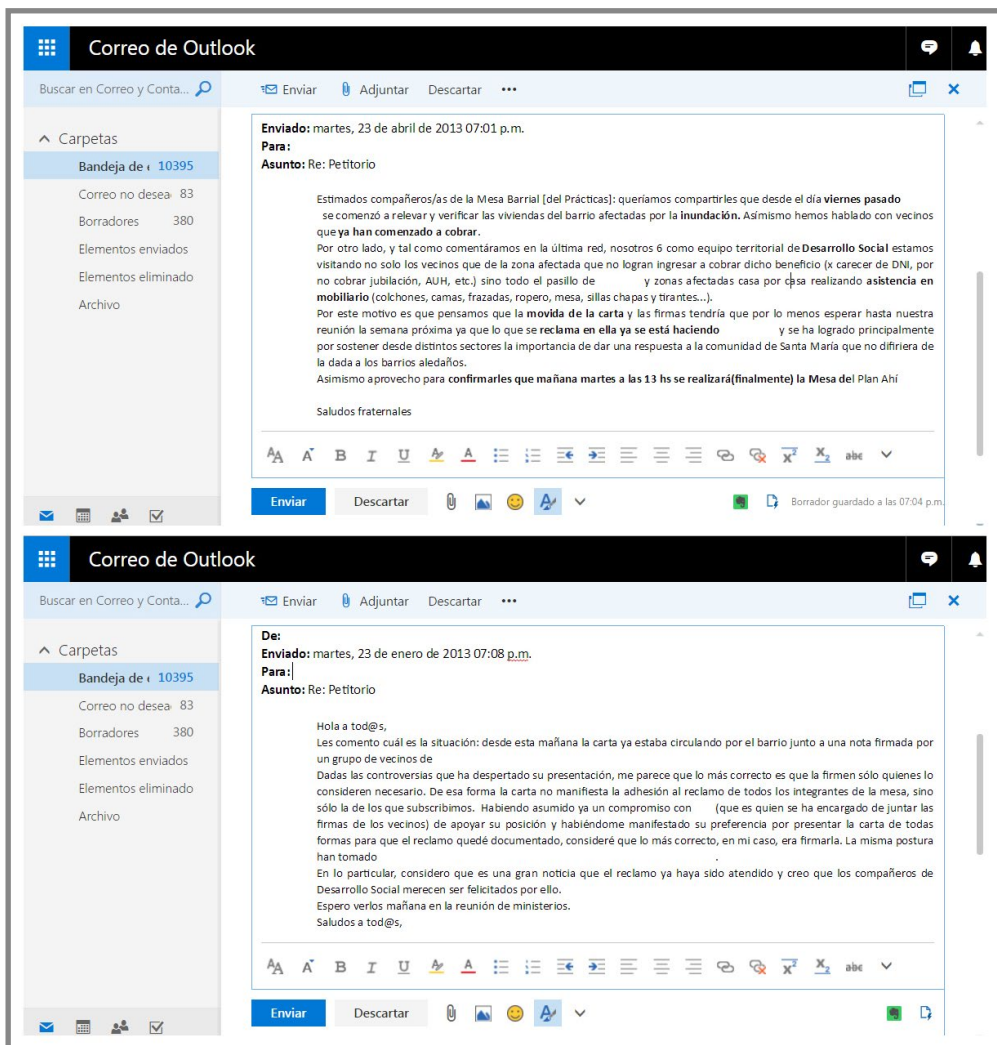 Correo de Outlook
Buscar en Correo y Conta...
Enviar Adjuntar Descartar •••
Carpetas
Bandeja de e 10395
Correo no desea 83
Borradores 380
Elementos enviados
Elementos eliminado
Archivo
Enviado: martes, 23 de abril de 2013 07:01 p.m.
Para:
Asunto: Re: Petitorio
Estimados compañeros/as de la Mesa Barrial [del Prácticas]: queríamos compartirles que desde el día viernes pasado
se comenzó a relevar y verificar las viviendas del barrio afectadas por la inundación. Asímismo hemos hablado con vecinos
que ya han comenzado a cobrar.
Por otro lado, y tal como comentáramos en la última red, nosotros 6 como equipo territorial de Desarrollo Social estamos
visitando no solo los vecinos que de la zona afectada que no logran ingresar a cobrar dicho beneficio (x carecer de DNI, por
no cobrar jubilación, AUH, etc.) sino todo el pasillo de y zonas afectadas casa por casa realizando asistencia en
mobiliario (colchones, camas, frazadas, ropero, mesa, sillas chapas y tirantes...).
Por este motivo es que pensamos que la movida de la carta y las firmas tendría que por lo menos esperar hasta nuestra
reunión la semana próxima ya que lo que se reclama en ella ya se está haciendo y se ha logrado principalmente
por sostener desde distintos sectores la importancia de dar una respuesta a la comunidad de Santa María que no difiriera de
la dada a los barrios aledaños.
Asimismo aprovecho para confirmarles que mañana martes a las 13 hs se realizará(finalmente) la Mesa del Plan Ahí
Saludos fraternales
Enviar Descartar
Borrador guardado a las 07:04 p.m.
Correo de Outlook
Buscar en Correo y Conta...
Enviar Adjuntar Descartar •••
Carpetas
Bandeja de e 10395
Correo no desea 83
Borradores 380
Elementos enviados
Elementos eliminado
Archivo
De:
Enviado: martes, 23 de enero de 2013 07:08 p.m.
Para:
Asunto: Re: Petitorio
Hola a tod@s,
Les comento cuál es la situación: desde esta mañana la carta ya estaba circulando por el barrio junto a una nota firmada por
un grupo de vecinos de
Dadas las controversias que ha despertado su presentación, me parece que lo más correcto es que la firmen sólo quienes lo
consideren necesario. De esa forma la carta no manifiesta la adhesión al reclamo de todos los integrantes de la mesa, sino
sólo la de los que subscribimos. Habiendo asumido ya un compromiso con (que es quien se ha encargado de juntar las
firmas de los vecinos) de apoyar su posición y habiéndome manifestado su preferencia por presentar la carta de todas
formas para que el reclamo quedé documentado, consideré que lo más correcto, en mi caso, era firmarla. La misma postura
han tomado .
En lo particular, considero que es una gran noticia que el reclamo ya haya sido atendido y creo que los compañeros de
Desarrollo Social merecen ser felicitados por ello.
Espero verlos mañana en la reunión de ministerios.
Saludos a tod@s,
Enviar Descartar